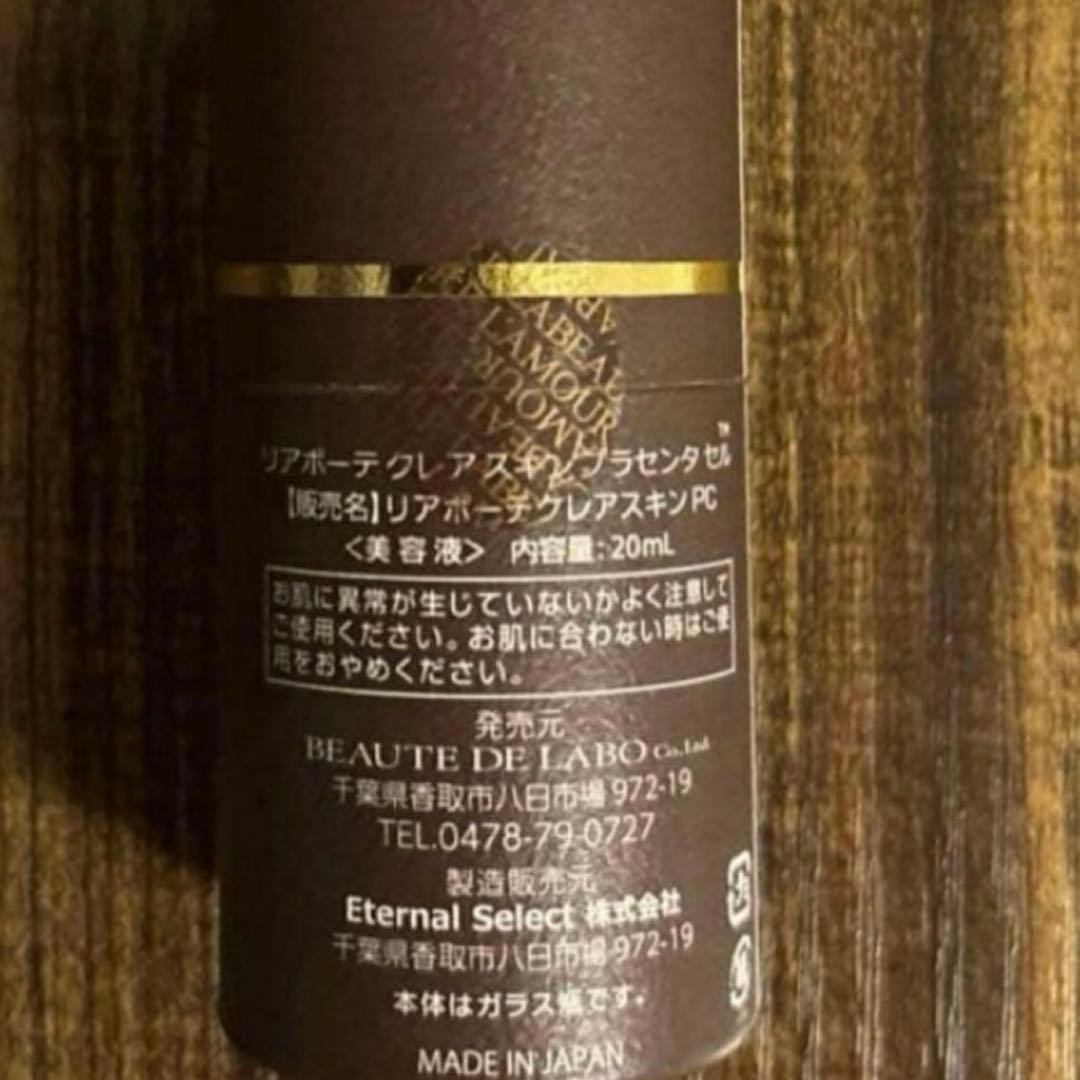 LABEAU
L'AMOUR
リアボーテ クレア スキン プラセンタ セル™
【販売名】リアボーテクレアスキンPC
<美容液> 内容量:20mL
お肌に異常が生じていないかよく注意して
ご使用ください。お肌に合わない時はご使
用をおやめください。
発売元
BEAUTE DE LABO Co.,Ltd.
千葉県香取市八日市場972-19
TEL.0478-79-0727
製造販売元
Eternal Select 株式会社
千葉県香取市八日市場972-19
本体はガラス瓶です。
MADE IN JAPAN